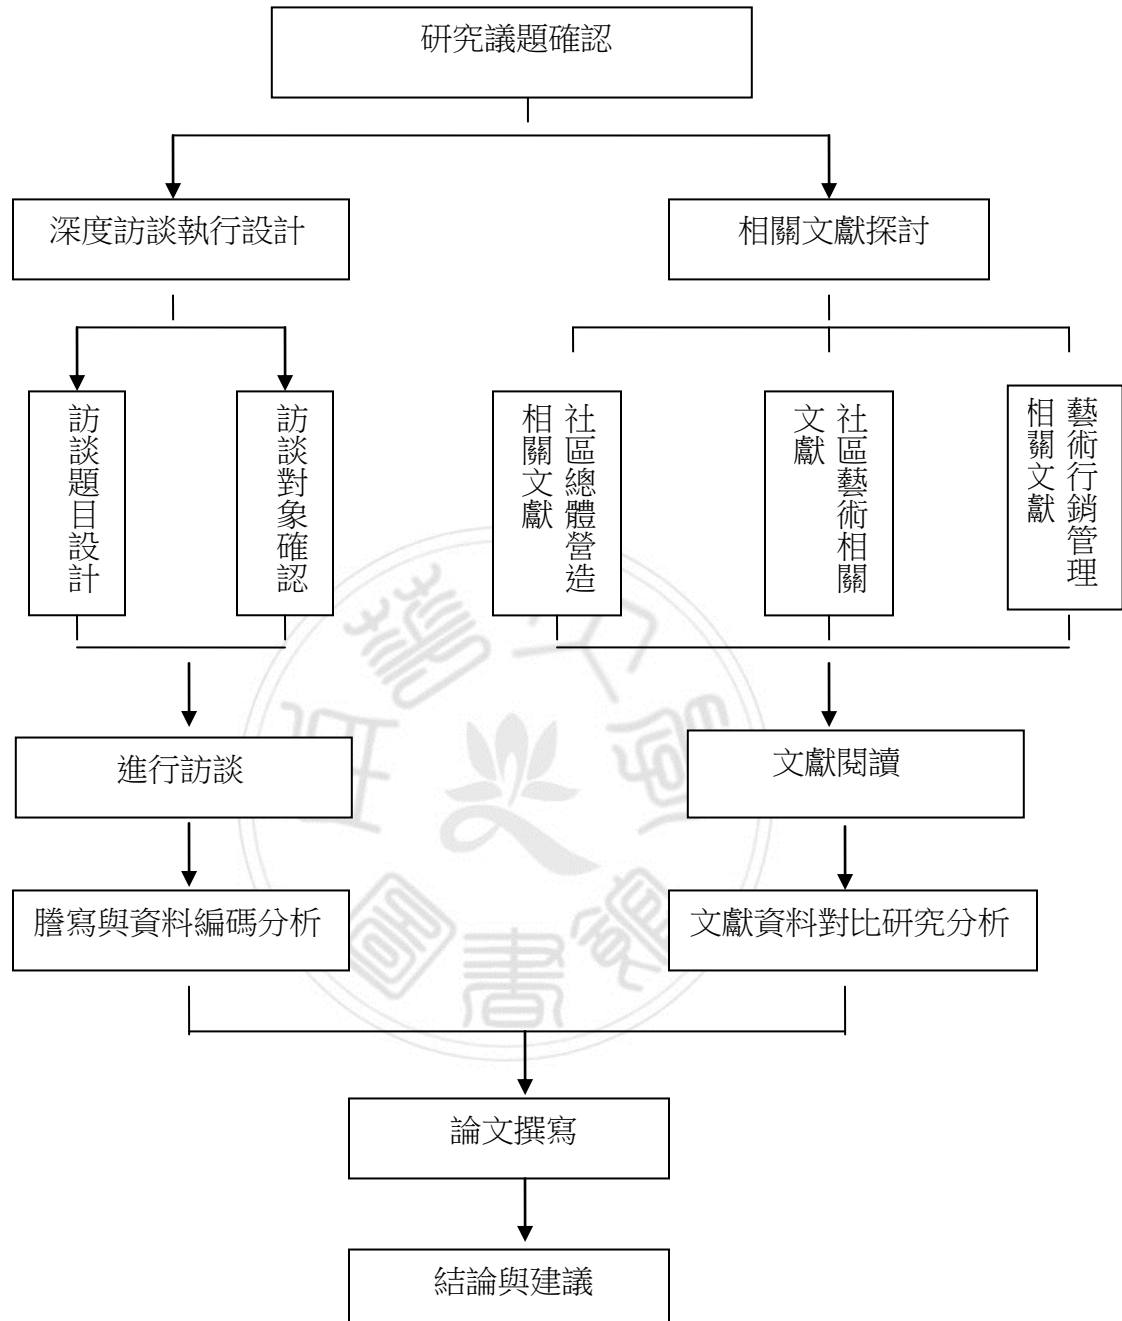 研究議題確認
深度訪談執行設計
相關文獻探討
訪談題目設計
訪談對象確認
社區總體營造
相關文獻
社區藝術相關
文獻
藝術行銷管理
相關文獻
進行訪談
文獻閱讀
謄寫與資料編碼分析
文獻資料對比研究分析
論文撰寫
結論與建議